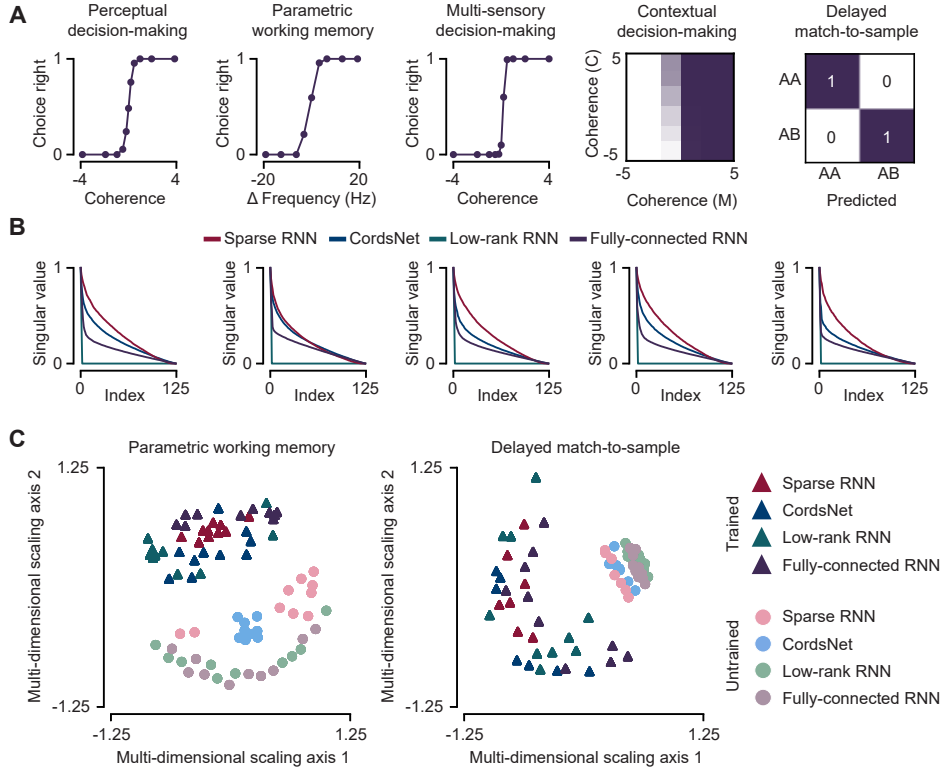 A
Perceptual
decision-making
Parametric
working memory
Multi-sensory
decision-making
Contextual
decision-making
Delayed
match-to-sample
Choice right
1
0
-4
4
Coherence
Choice right
1
0
-20
20
Δ Frequency (Hz)
Choice right
1
0
-4
4
Coherence
Coherence (C)
5
-5
-5
5
Coherence (M)
AA
AB
1
0
0
1
AA
AB
Predicted
B
Sparse RNN
CordsNet
Low-rank RNN
Fully-connected RNN
Singular value
1
0
0
125
Index
Singular value
1
0
0
125
Index
Singular value
1
0
0
125
Index
Singular value
1
0
0
125
Index
Singular value
1
0
0
125
Index
C
Parametric working memory
Multi-dimensional scaling axis 2
1.25
-1.25
-1.25
1.25
Multi-dimensional scaling axis 1
Delayed match-to-sample
Multi-dimensional scaling axis 2
1.25
-1.25
-1.25
1.25
Multi-dimensional scaling axis 1
Trained
Sparse RNN
CordsNet
Low-rank RNN
Fully-connected RNN
Untrained
Sparse RNN
CordsNet
Low-rank RNN
Fully-connected RNN